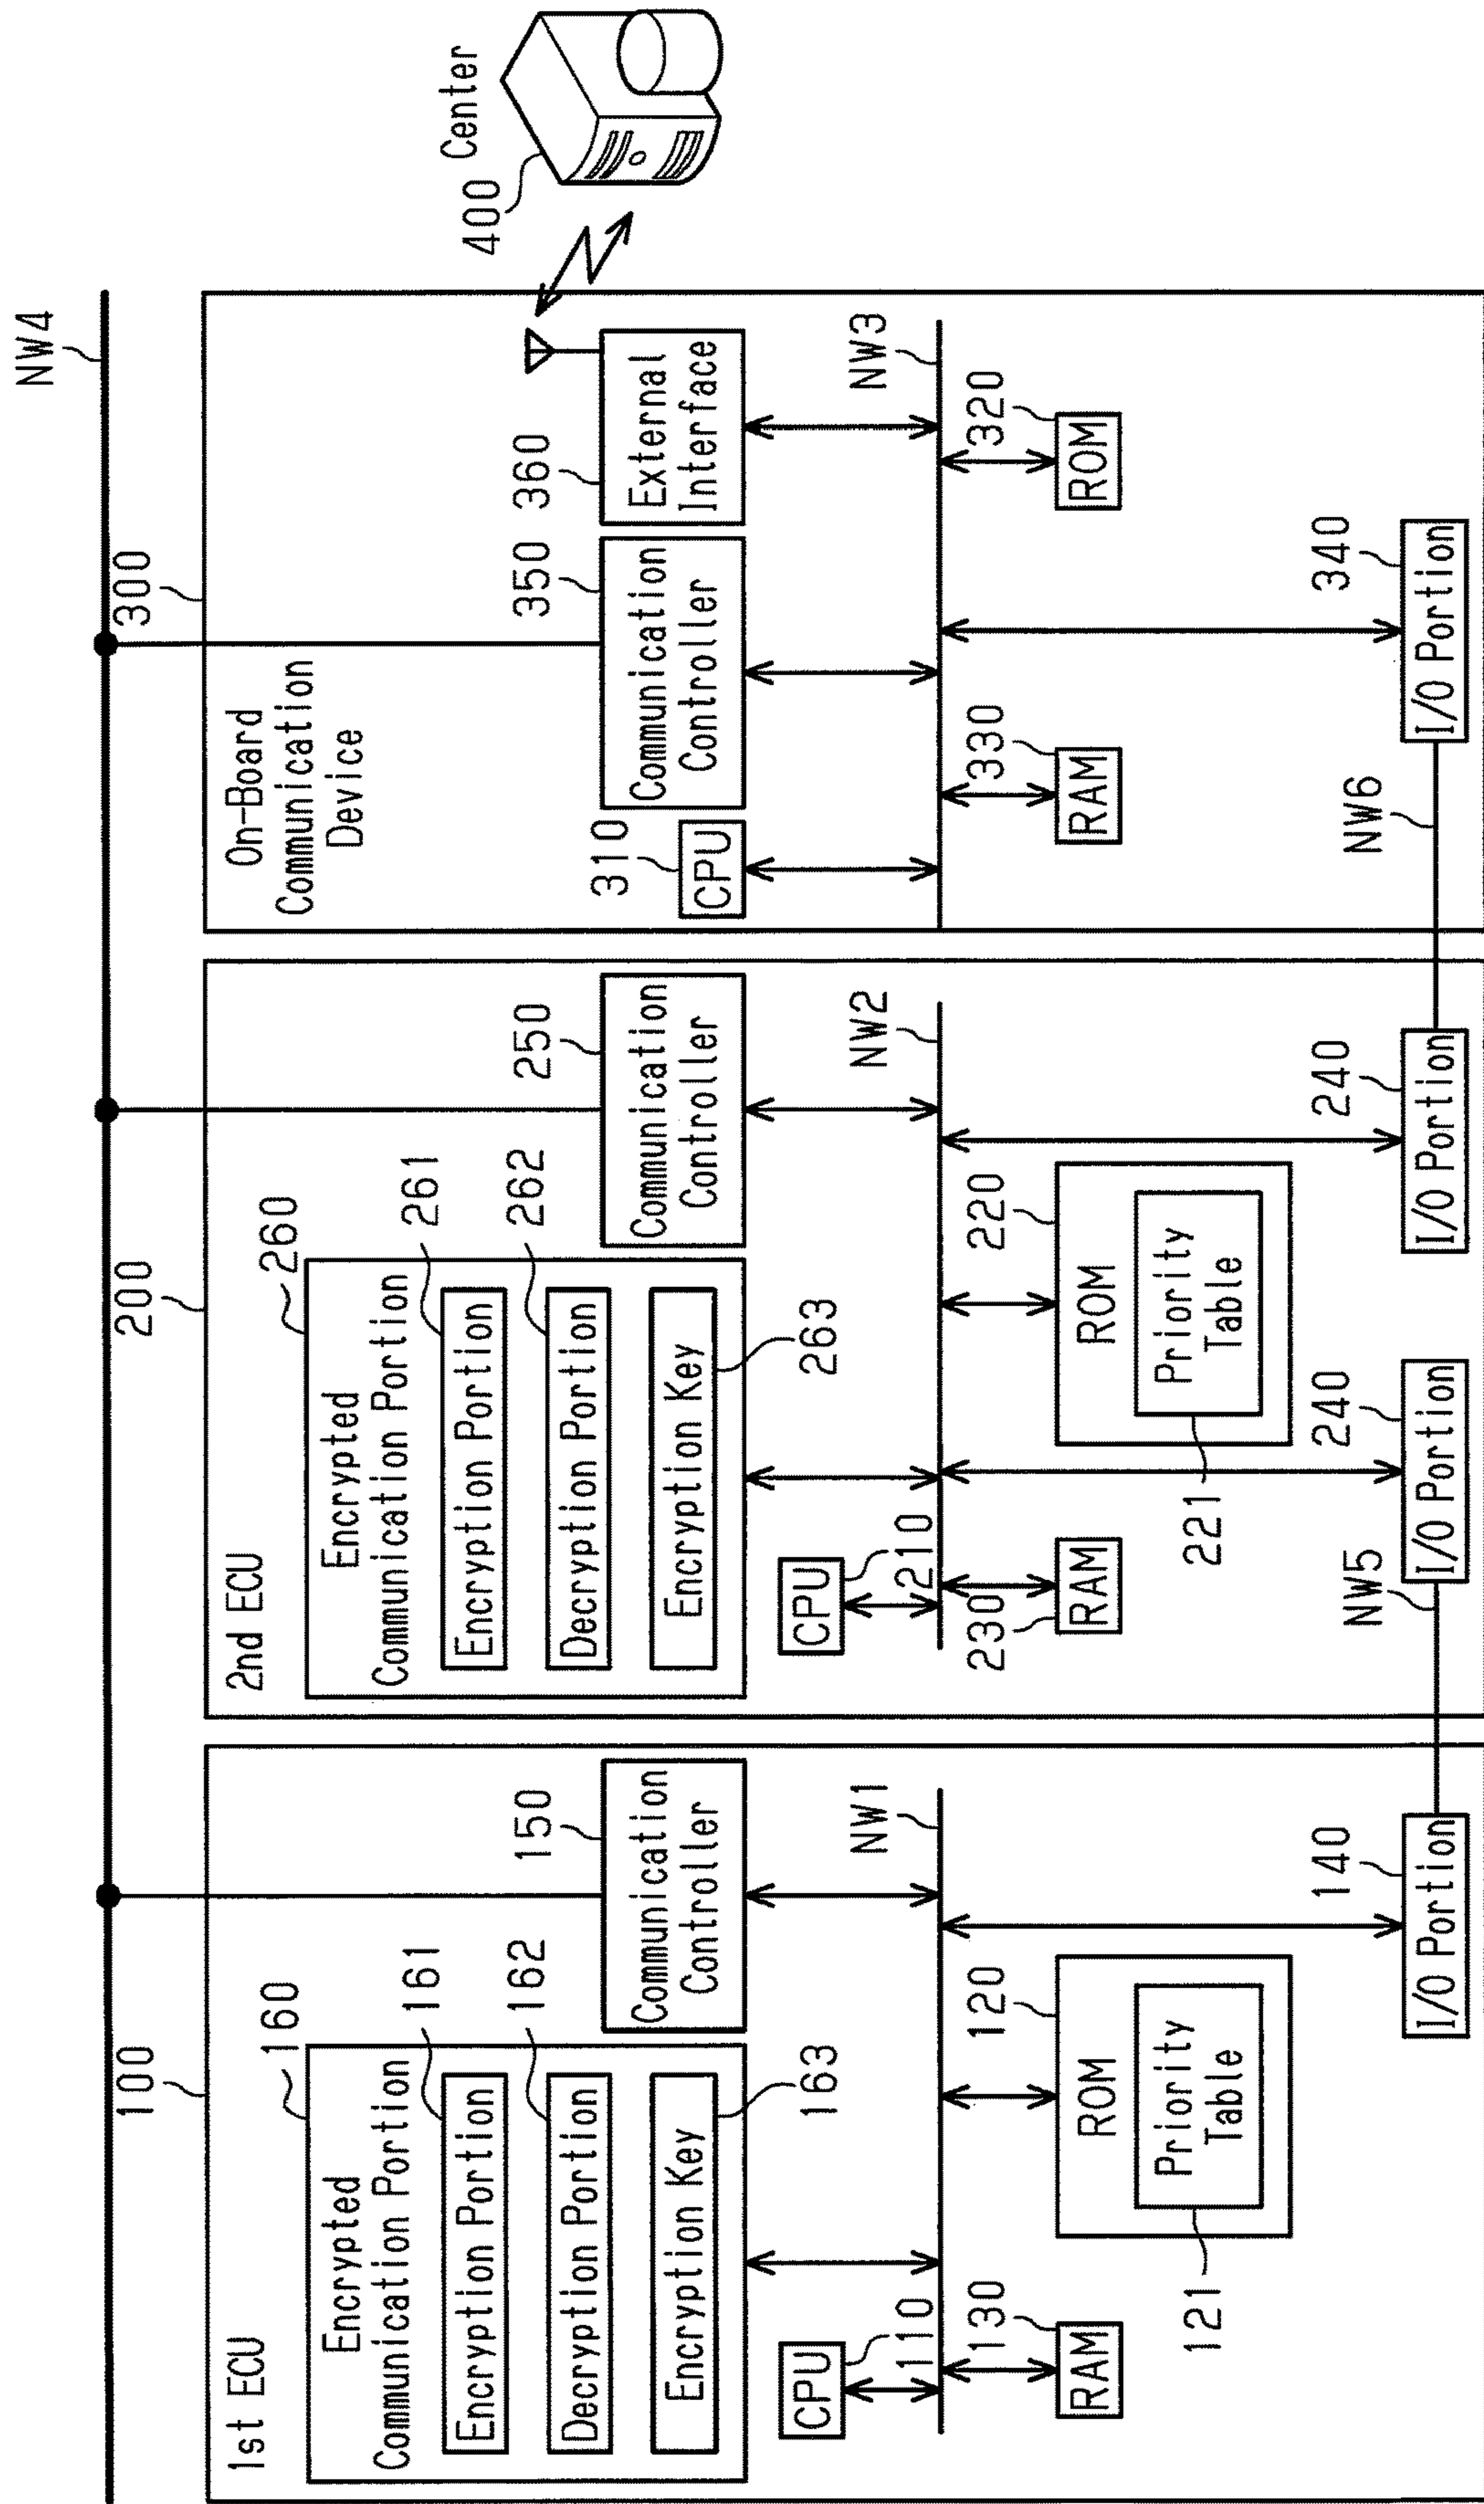 NW4
100
1st ECU
160
Encrypted
Communication Portion
161
Encryption Portion
162
Decryption Portion
Encryption Key
163
150
Communication
Controller
CPU
110
NW1
130
RAM
120
ROM
Priority
Table
121
140
I/O Portion
NW5
200
2nd ECU
260
Encrypted
Communication Portion
261
Encryption Portion
262
Decryption Portion
Encryption Key
263
250
Communication
Controller
CPU
210
NW2
230
RAM
220
ROM
Priority
Table
221
240
I/O Portion
240
I/O Portion
NW6
300
On-Board
Communication
Device
310
CPU
350
Communication
Controller
360
External
Interface
NW3
330
RAM
320
ROM
340
I/O Portion
400
Center